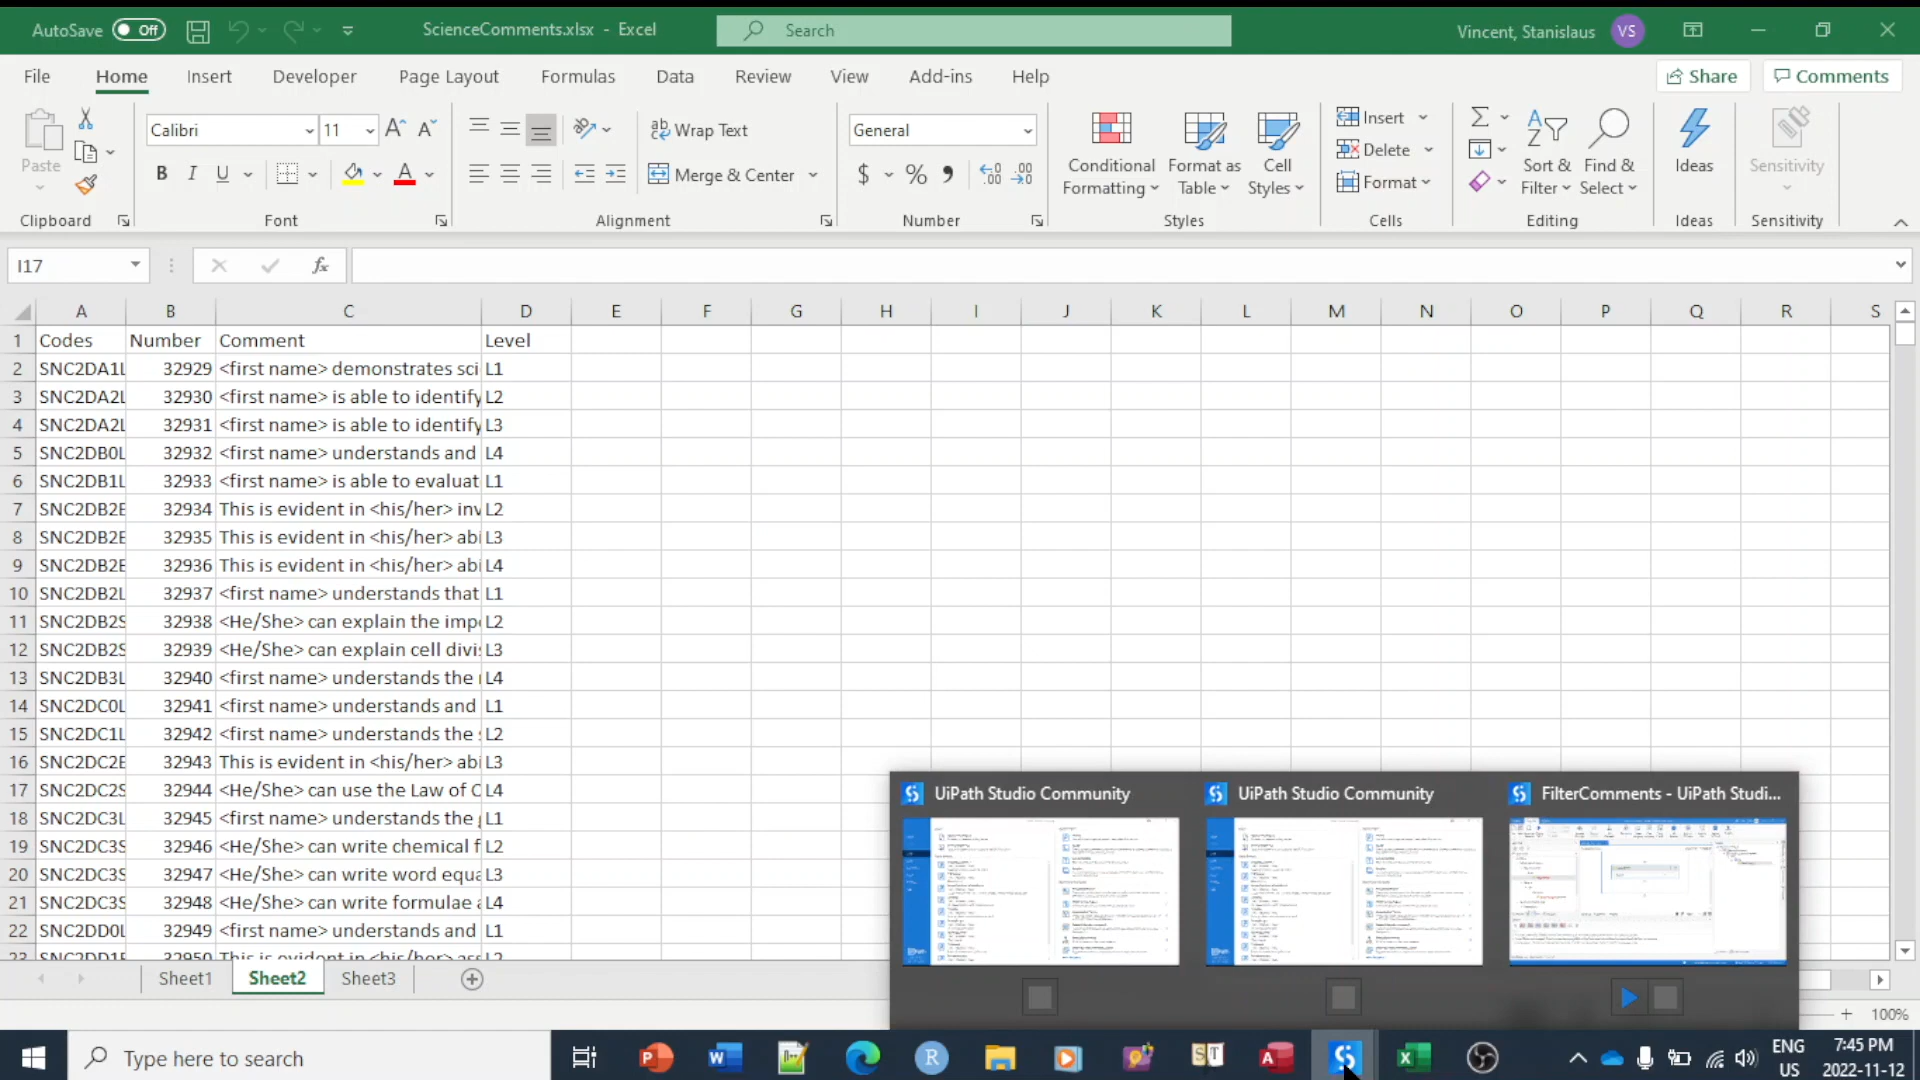 AutoSave Off ScienceComments.xlsx - Excel Search Vincent, Stanislaus VS
File Home Insert Developer Page Layout Formulas Data Review View Add-ins Help Share Comments
Paste Calibri 11 Wrap Text General Insert
B I U Merge & Center $ % Delete
Conditional Formatting Format as Table Cell Styles Format Sort & Filter Find & Select Ideas Sensitivity
Clipboard Font Alignment Number Styles Cells Editing Ideas Sensitivity
I17 fx
A B C D E F G H I J K L M N O P Q R S
1 Codes Number Comment Level
2 SNC2DA1L 32929 <first name> demonstrates sci L1
3 SNC2DA2L 32930 <first name> is able to identify L2
4 SNC2DA2L 32931 <first name> is able to identify L3
5 SNC2DB0L 32932 <first name> understands and L4
6 SNC2DB1L 32933 <first name> is able to evaluat L1
7 SNC2DB2E 32934 This is evident in <his/her> inv L2
8 SNC2DB2E 32935 This is evident in <his/her> abi L3
9 SNC2DB2E 32936 This is evident in <his/her> abi L4
10 SNC2DB2L 32937 <first name> understands that L1
11 SNC2DB2S 32938 <He/She> can explain the imp L2
12 SNC2DB2S 32939 <He/She> can explain cell divi L3
13 SNC2DB3L 32940 <first name> understands the L4
14 SNC2DC0L 32941 <first name> understands and L1
15 SNC2DC1L 32942 <first name> understands the L2
16 SNC2DC2E 32943 This is evident in <his/her> abi L3
17 SNC2DC2S 32944 <He/She> can use the Law of C L4
18 SNC2DC3L 32945 <first name> understands the L1
19 SNC2DC3S 32946 <He/She> can write chemical f L2
20 SNC2DC3S 32947 <He/She> can write word equa L3
21 SNC2DC3S 32948 <He/She> can write formulae L4
22 SNC2DD0L 32949 <first name> understands and L1
UiPath Studio Community UiPath Studio Community FilterComments - UiPath Studi...
Sheet1 Sheet2 Sheet3
100%
Type here to search ENG US 7:45 PM 2022-11-12